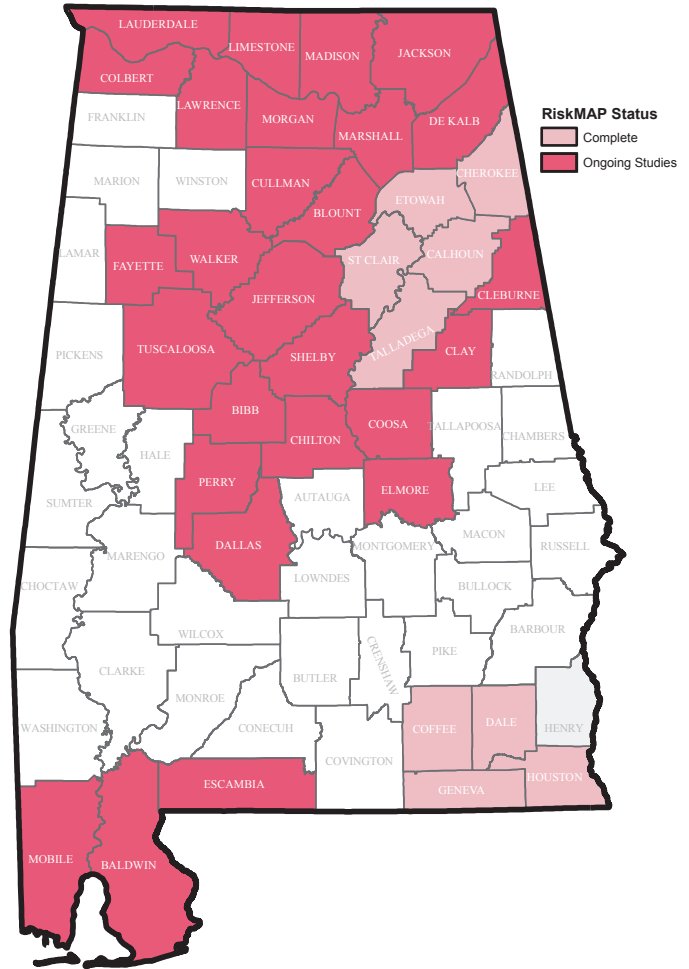 LAUDERDALE
LIMESTONE
MADISON
JACKSON
COLBERT
LAWRENCE
FRANKLIN
MORGAN
MARSHALL
DE KALB
RiskMAP Status
Complete
Ongoing Studies
MARION
WINSTON
CULLMAN
CHEROKEE
ETOWAH
BLOUNT
LAMAR
FAYETTE
WALKER
ST CLAIR
CALHOUN
JEFFERSON
CLEBURNE
PICKENS
TUSCALOOSA
SHELBY
TALLADEGA
CLAY
RANDOLPH
GREENE
HALE
BIBB
CHILTON
COOSA
TALLAPOOSA
CHAMBERS
SUMTER
PERRY
AUTAUGA
ELMORE
LEE
MARENGO
DALLAS
MONTGOMERY
MACON
RUSSELL
CHOCTAW
LOWNDES
BULLOCK
WILCOX
BARBOUR
CLARKE
BUTLER
CRENSHAW
PIKE
MONROE
WASHINGTON
CONECUH
COFFEE
DALE
HENRY
COVINGTON
ESCAMBIA
GENEVA
HOUSTON
MOBILE
BALDWIN